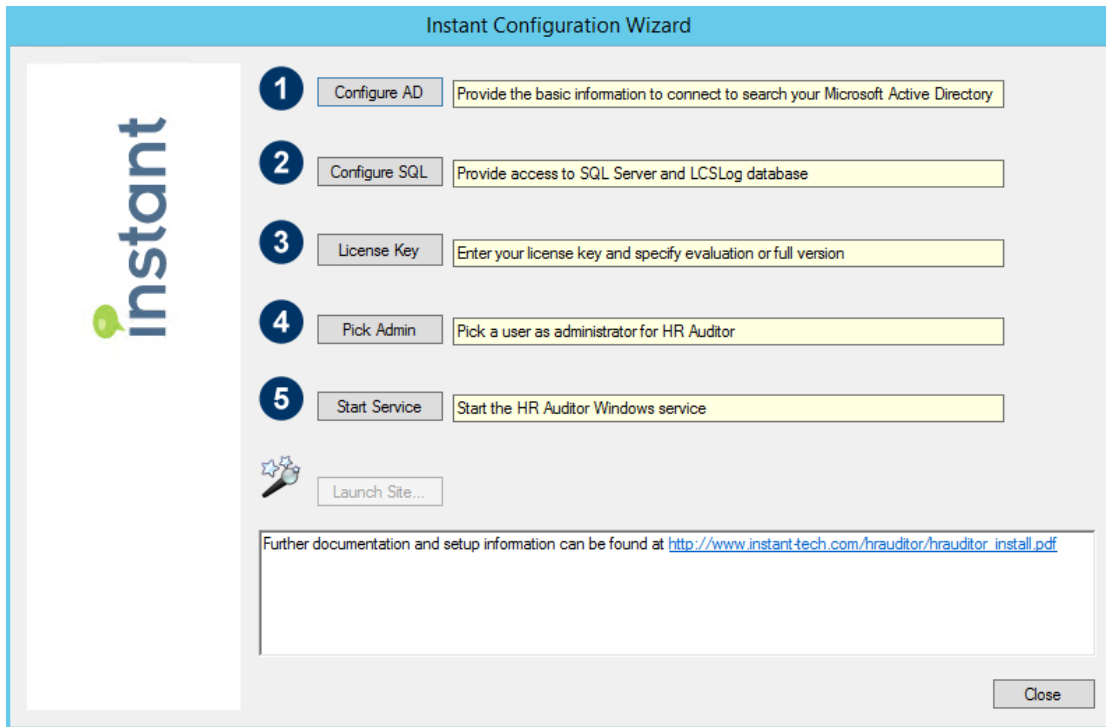 Instant Configuration Wizard
instant
1 Configure AD Provide the basic information to connect to search your Microsoft Active Directory
2 Configure SQL Provide access to SQL Server and LCSLog database
3 License Key Enter your license key and specify evaluation or full version
4 Pick Admin Pick a user as administrator for HR Auditor
5 Start Service Start the HR Auditor Windows service
Launch Site...
Further documentation and setup information can be found at http://www.instant-tech.com/hrauditor/hrauditor_install.pdf
Close